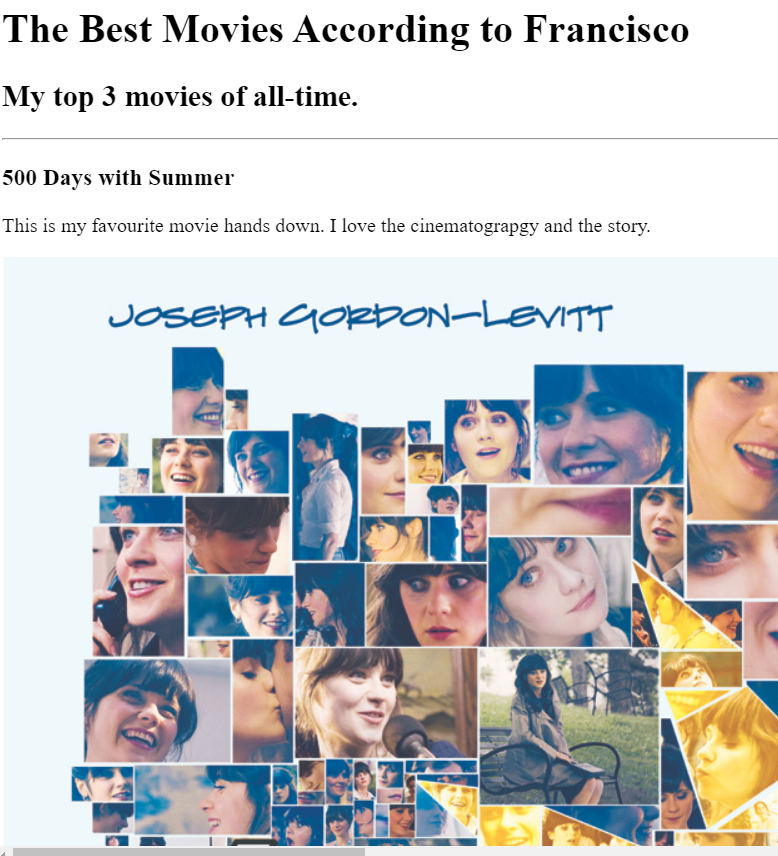 The Best Movies According to Francisco
My top 3 movies of all-time.
500 Days with Summer
This is my favourite movie hands down. I love the cinematograpgy and the story.
JOSEPH GORDON-LEVITT